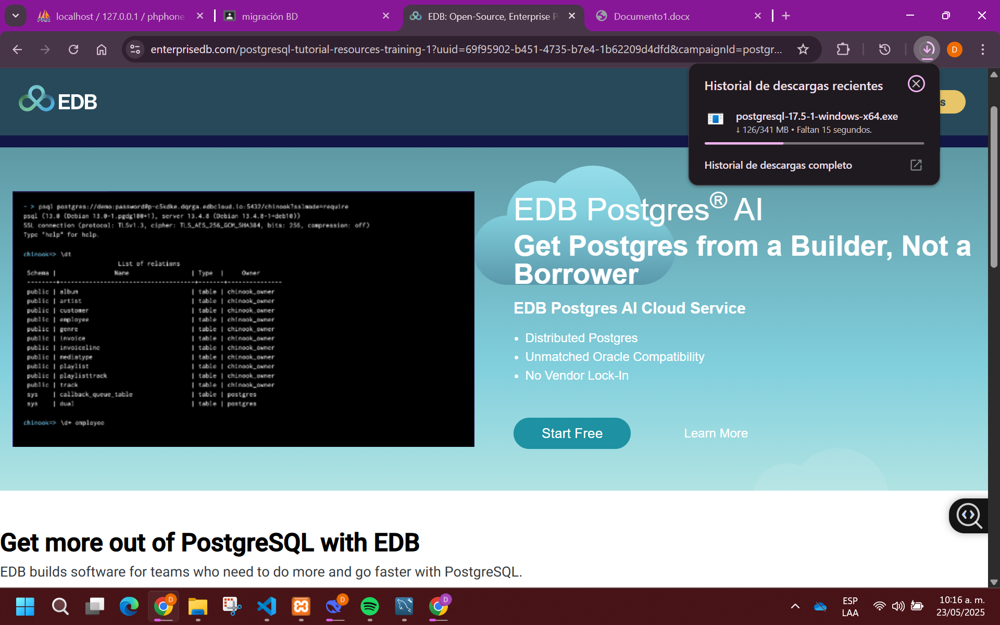 localhost / 127.0.0.1 / phphone
migración BD
EDB: Open-Source, Enterprise P
Documento1.docx
enterprisedb.com/postgresql-tutorial-resources-training-1?uuid=69f95902-b451-4735-b7e4-1b62209d4dfd&campaignId=postgr...
D
EDB
s
Historial de descargas recientes
postgresql-17.5-1-windows-x64.exe
↓ 126/341 MB • Faltan 15 segundos.
Historial de descargas completo
~ > psql postgres://demo:password@p-c5kdke.dqrga.edbcloud.io:5432/chinook?sslmode=require
psql (13.0 (Debian 13.0-1.pgdg100+1), server 13.4.8 (Debian 13.4.8-1+deb10))
SSL connection (protocol: TLSv1.3, cipher: TLS_AES_256_GCM_SHA384, bits: 256, compression: off)
Type "help" for help.
chinook=> \dt
List of relations
Schema | Name | Type | Owner
--------+--------------------------------------+-------+---------------
public | album | table | chinook_owner
public | artist | table | chinook_owner
public | customer | table | chinook_owner
public | employee | table | chinook_owner
public | genre | table | chinook_owner
public | invoice | table | chinook_owner
public | invoiceline | table | chinook_owner
public | mediatype | table | chinook_owner
public | playlist | table | chinook_owner
public | playlisttrack | table | chinook_owner
public | track | table | chinook_owner
sys | callback_queue_table | table | postgres
sys | dual | table | postgres
chinook=> \d+ employee
EDB Postgres® AI
Get Postgres from a Builder, Not a
Borrower
EDB Postgres AI Cloud Service
• Distributed Postgres
• Unmatched Oracle Compatibility
• No Vendor Lock-In
Start Free
Learn More
Get more out of PostgreSQL with EDB
EDB builds software for teams who need to do more and go faster with PostgreSQL.
D
D
D
ESP
LAA
10:16 a. m.
23/05/2025